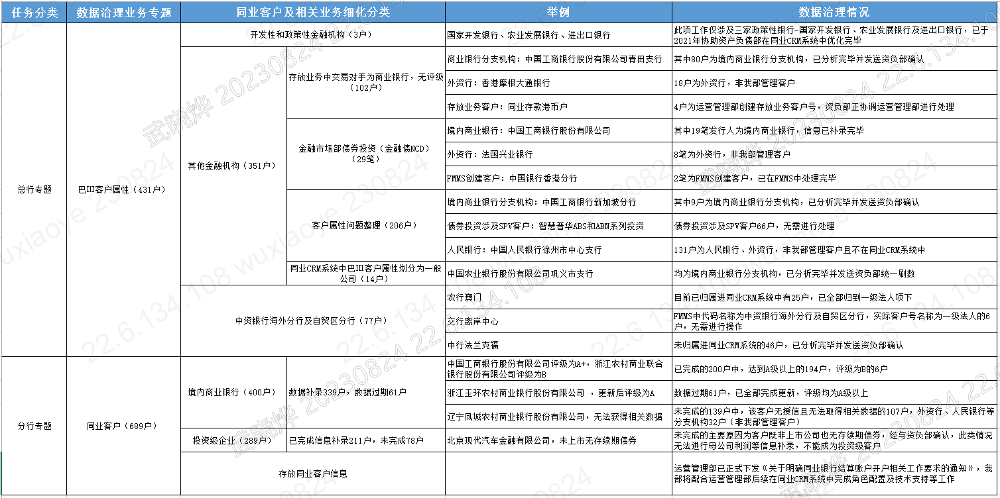 任务分类 数据治理业务专题 同业客户及相关业务细化分类 举例 数据治理情况
总行专题
巴III客户属性（431户）
开发性和政策性金融机构（3户）
国家开发银行、农业发展银行、进出口银行
此项工作仅涉及三家政策性银行-国家开发银行、农业发展银行及进出口银行，已于
2021年协助资产负债部在同业CRM系统中优化完毕
其他金融机构（351户）
存放业务中交易对手为商业银行，无评级
（102户）
商业银行分支机构：中国工商银行股份有限公司青田支行
其中80户为境内商业银行分支机构，已分析完毕并发送资负部确认
外资行：香港摩根大通银行
18户为外资行，非我部管理客户
存放业务客户：同业存款港币户
4户为运营管理部创建存放业务客户号，资负部正协调运营管理部进行处理
金融市场部债券投资（金融债NCD）
（29笔）
境内商业银行：中国工商银行股份有限公司
其中19笔发行人为境内商业银行，信息已补录完毕
外资行：法国兴业银行
8笔为外资行，非我部管理客户
FMMS创建客户：中国银行香港分行
2笔为FMMS创建客户，已在FMMS中处理完毕
客户属性问题整理（206户）
境内商业银行分支机构：中国工商银行新加坡分行
其中9户为境内商业银行分支机构，已分析完毕并发送资负部确认
债券投资涉及SPV客户：智慧普华ABS和ABN系列投资
债券投资涉及SPV客户66户，无需进行处理
人民银行：中国人民银行徐州市中心支行
131户为人民银行、外资行，非我部管理客户且不在同业CRM系统中
同业CRM系统中巴III客户属性划分为一般
公司（14户）
中国农业银行股份有限公司巩义市支行
均为境内商业银行分支机构，已分析完毕并发送资负部统一刷数
中资银行海外分行及自贸区分行（77户）
农行澳门
目前已归属进同业CRM系统中有25户，已全部归到一级法人项下
交行离岸中心
FMMS中代码名称为中资银行海外分行及自贸区分行，实际客户号名称为一级法人的6
户，无需进行操作
中行法兰克福
未归属进同业CRM系统的46户，已分析完毕并发送资负部确认
分行专题
同业客户（689户）
境内商业银行（400户）
数据补录339户，数据过期61户
中国工商银行股份有限公司评级为A+，浙江农村商业联合
银行股份有限公司评级为B
已完成的200户中，达到A级以上的194户，评级为B的6户
浙江玉环农村商业银行股份有限公司 ，更新后评级为A
数据过期61户，已全部完成更新，评级均为A级以上
辽宁凤城农村商业银行股份有限公司，无法获得相关数据
未完成的139户中，该客户无授信且无法取得相关数据的107户，外资行、人民银行等
分支机构32户（非我部管理客户）
投资级企业（289户）
已完成信息补录211户，未完成78户
北京现代汽车金融有限公司，未上市无存续期债券
未完成的主要原因为客户既非上市公司也无存续期债券，经与资负部确认，此类情况
无法进行母公司利润等信息补录，不能成为投资级客户
存放同业客户信息
运营管理部已正式下发《关于明确同业银行结算账户开户相关工作要求的通知》，我
部将配合运营管理部后续在同业CRM系统中完成角色配置及技术支持等工作
武晓烨 20230824 22.6.134.108
wuxiaoye 230824
22.6.134.108 wuxiaoye 230824
武晓烨 20230824 22.6.134.108